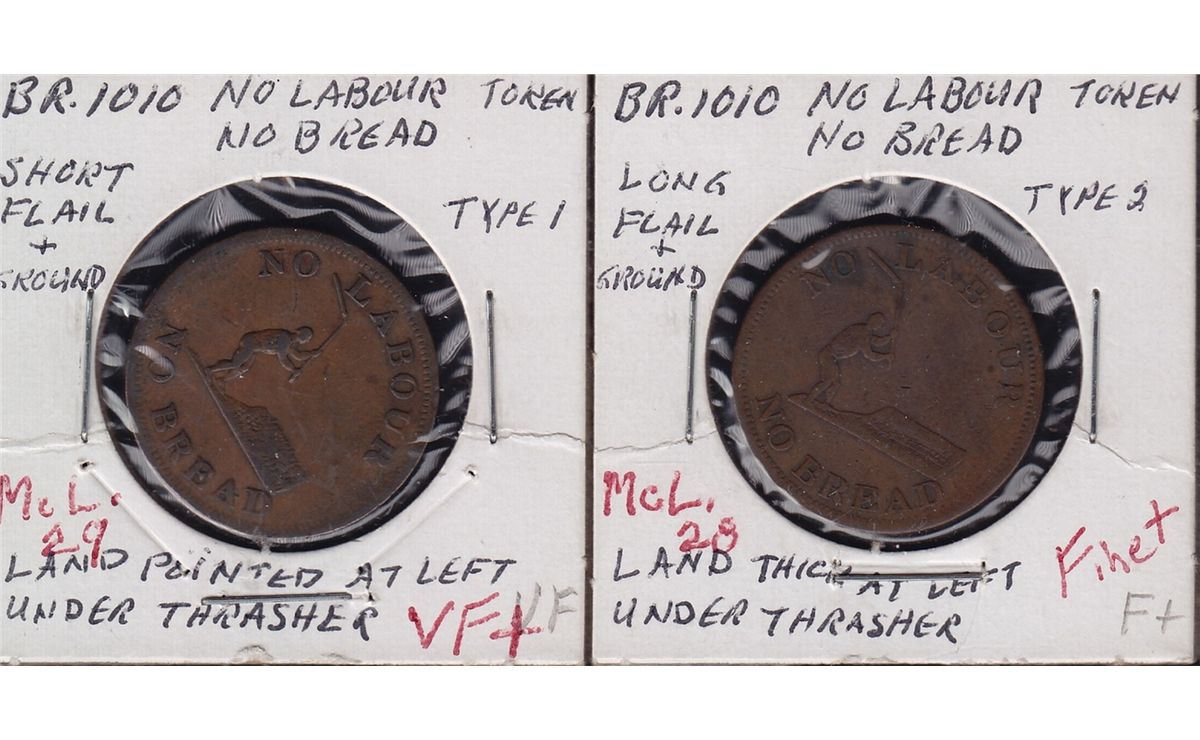 BR. 1010 NO LABOUR TOKEN
NO BREAD
SHORT
FLAIL
+
GROUND
TYPE 1
NO LABOUR
NO BREAD
McL.
29
LAND POINTED AT LEFT
UNDER THRASHER
VF+
VF
BR. 1010 NO LABOUR TOKEN
NO BREAD
LONG
FLAIL
+
GROUND
TYPE 2
NO LABOUR
NO BREAD
McL.
28
LAND THICK AT LEFT
UNDER THRASHER
Fine+
F+